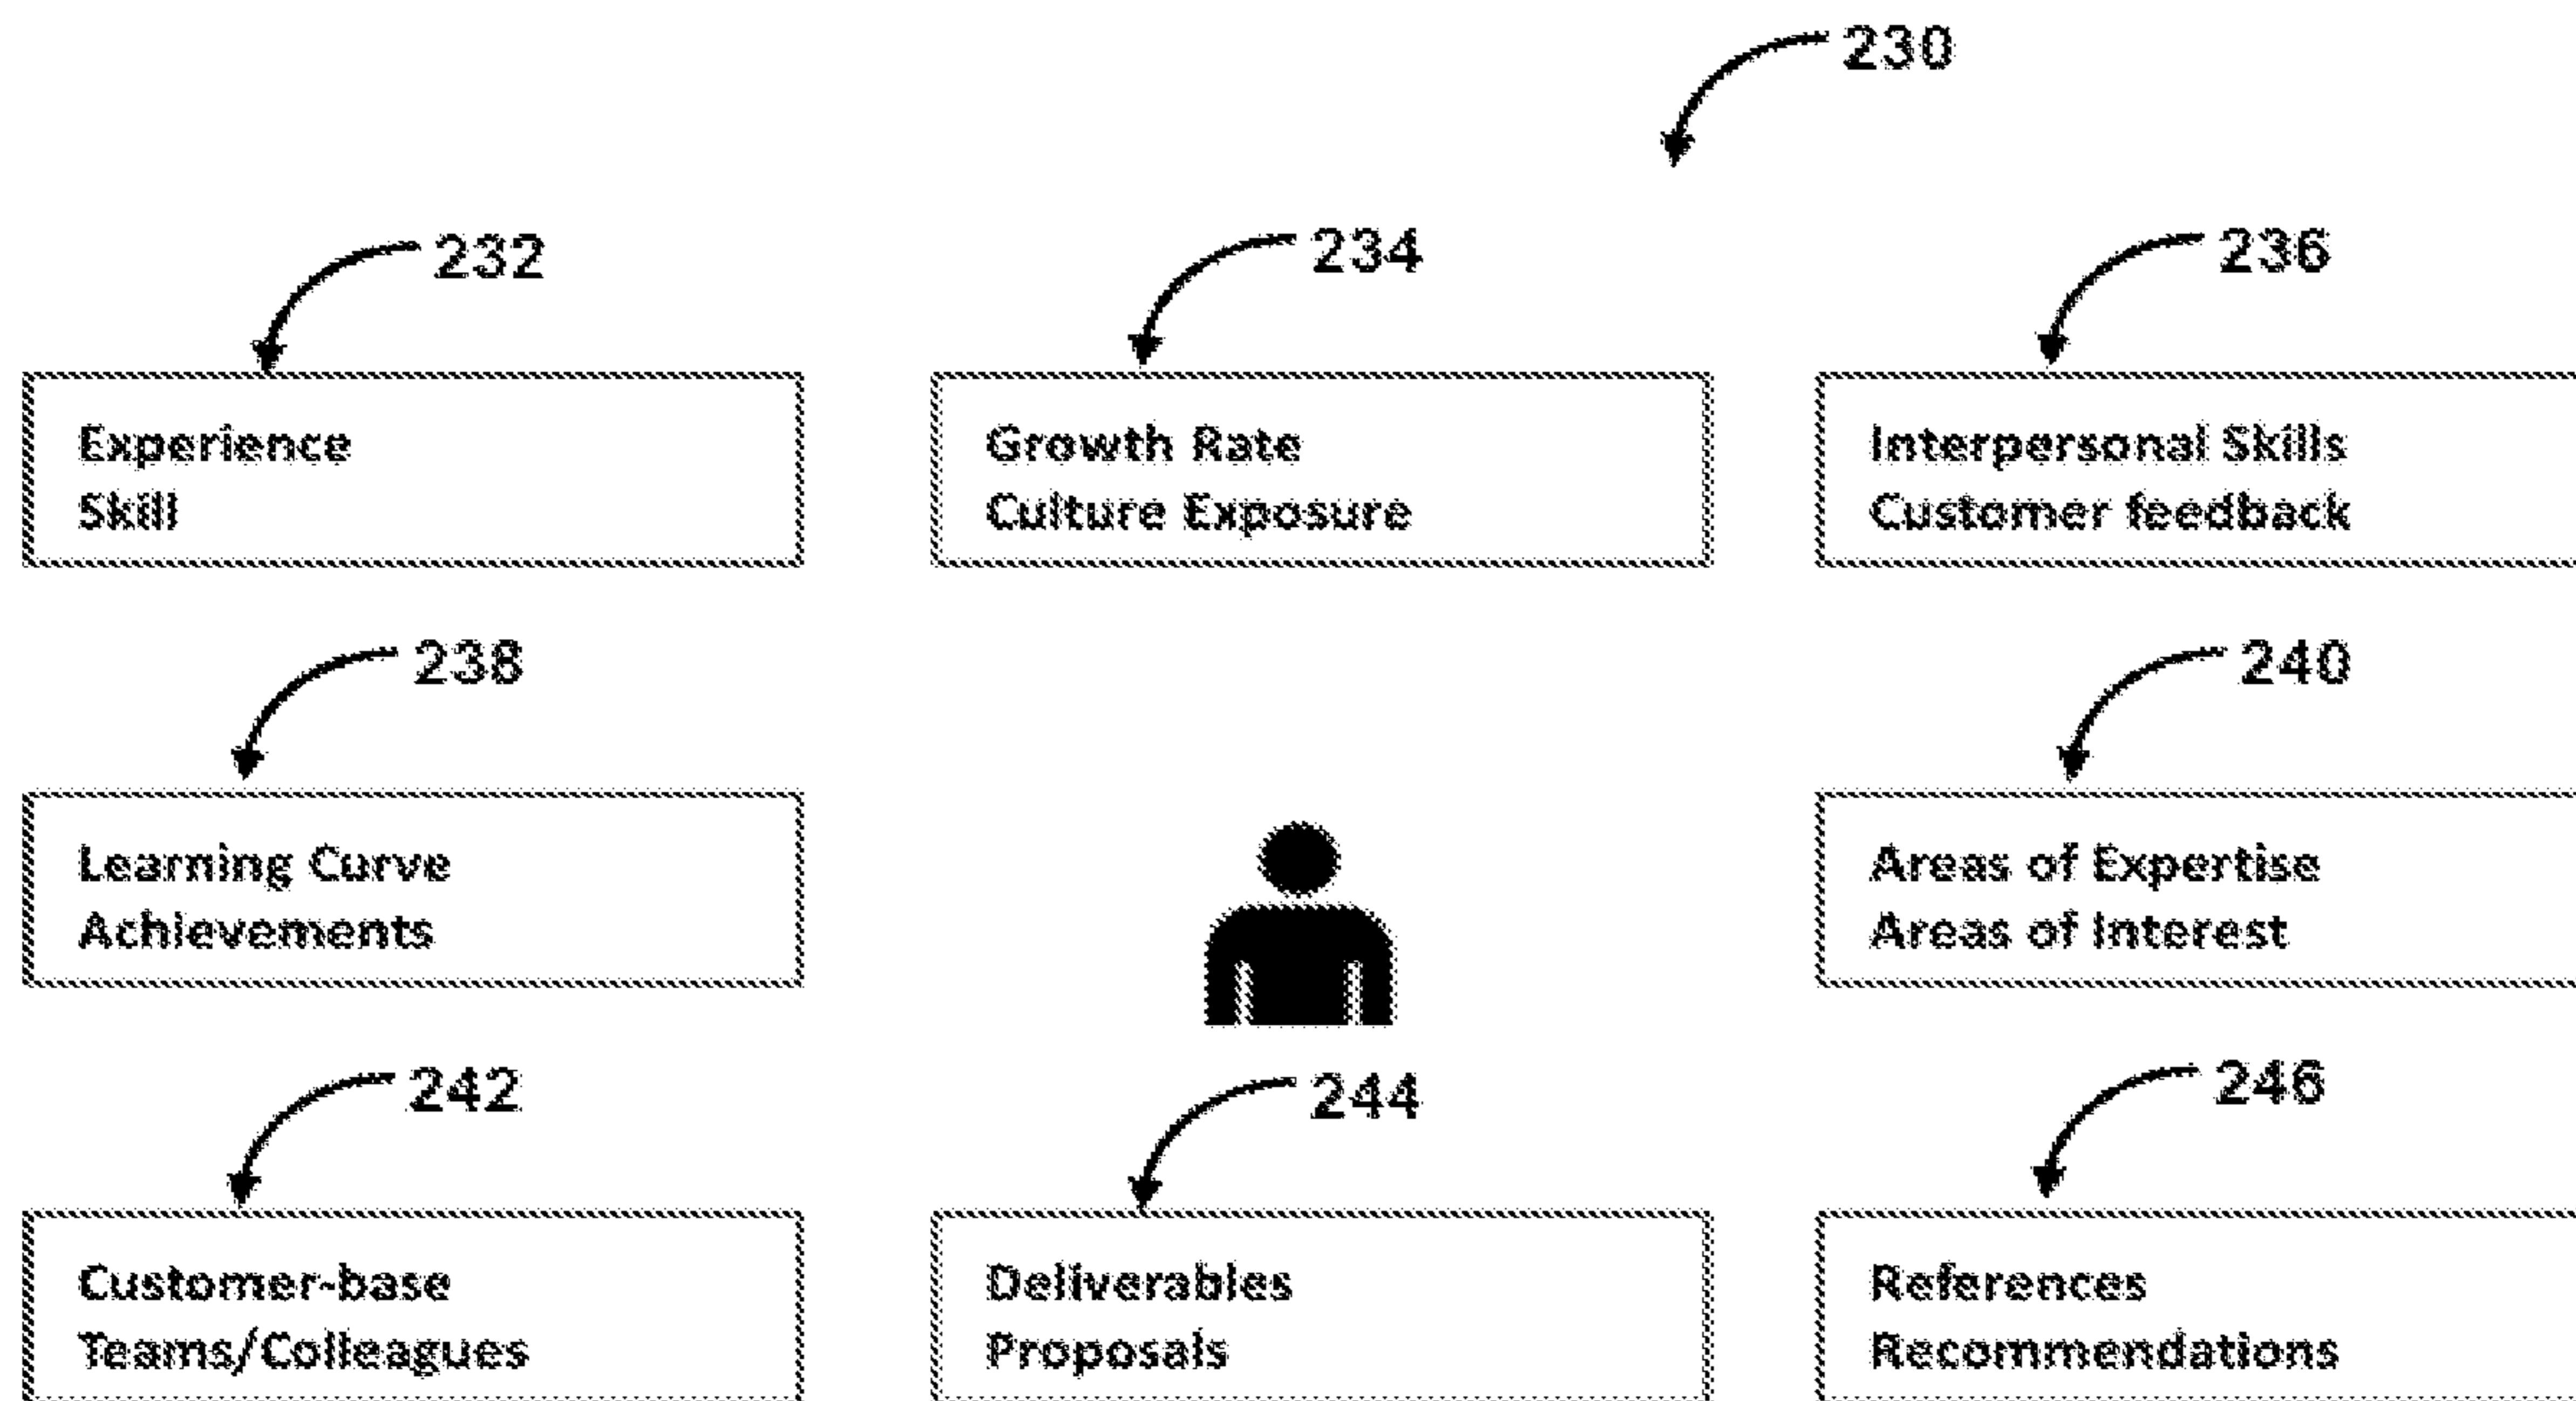 230
232
234
236
Experience
Skill
Growth Rate
Culture Exposure
Interpersonal Skills
Customer feedback
238
240
Learning Curve
Achievements
Areas of Expertise
Areas of Interest
242
244
246
Customer-base
Teams/Colleagues
Deliverables
Proposals
References
Recommendations